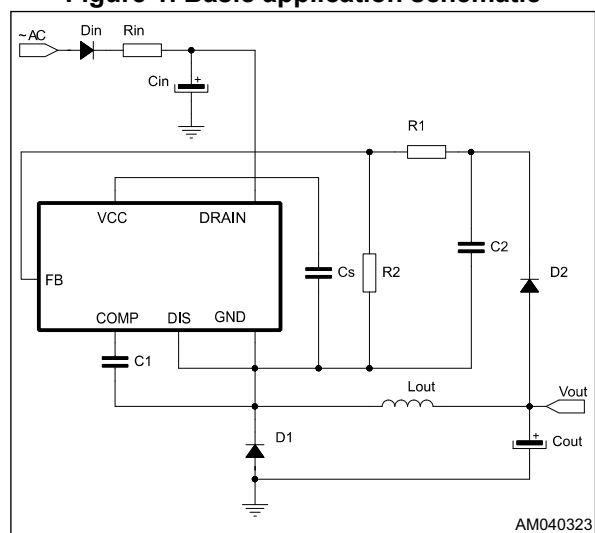 Figure 1. Basic application schematic
~AC
Din
Rin
Cin
+
R1
VCC
DRAIN
FB
Cs
R2
C2
D2
COMP
DIS
GND
C1
Lout
Vout
D1
+
Cout
AM040323